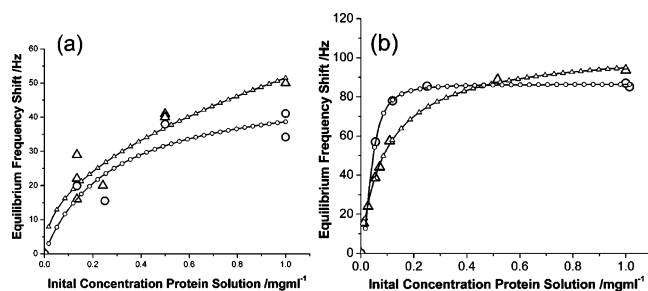 (a)
Equilibrium Frequency Shift /Hz
60
50
40
30
20
10
0
0.0 0.2 0.4 0.6 0.8 1.0
Inital Concentration Protein Solution /mgml-1
(b)
Equilibrium Frequency Shift /Hz
120
100
80
60
40
20
0
0.0 0.2 0.4 0.6 0.8 1.0
Inital Concentration Protein Solution /mgml-1